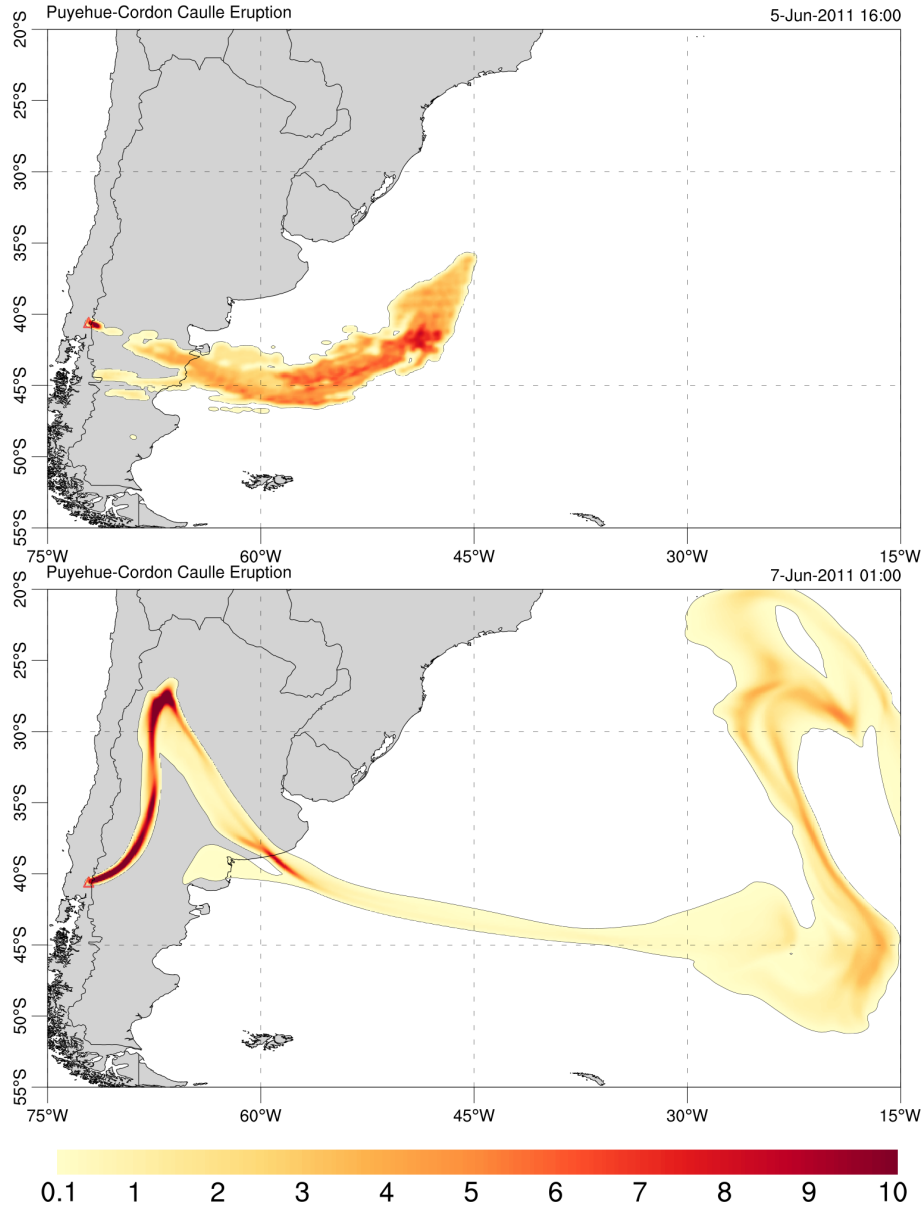 Puyehue-Cordon Caulle Eruption 5-Jun-2011 16:00
20°S
25°S
30°S
35°S
40°S
45°S
50°S
55°S
75°W 60°W 45°W 30°W 15°W
Puyehue-Cordon Caulle Eruption 7-Jun-2011 01:00
20°S
25°S
30°S
35°S
40°S
45°S
50°S
55°S
75°W 60°W 45°W 30°W 15°W
0.1 1 2 3 4 5 6 7 8 9 10